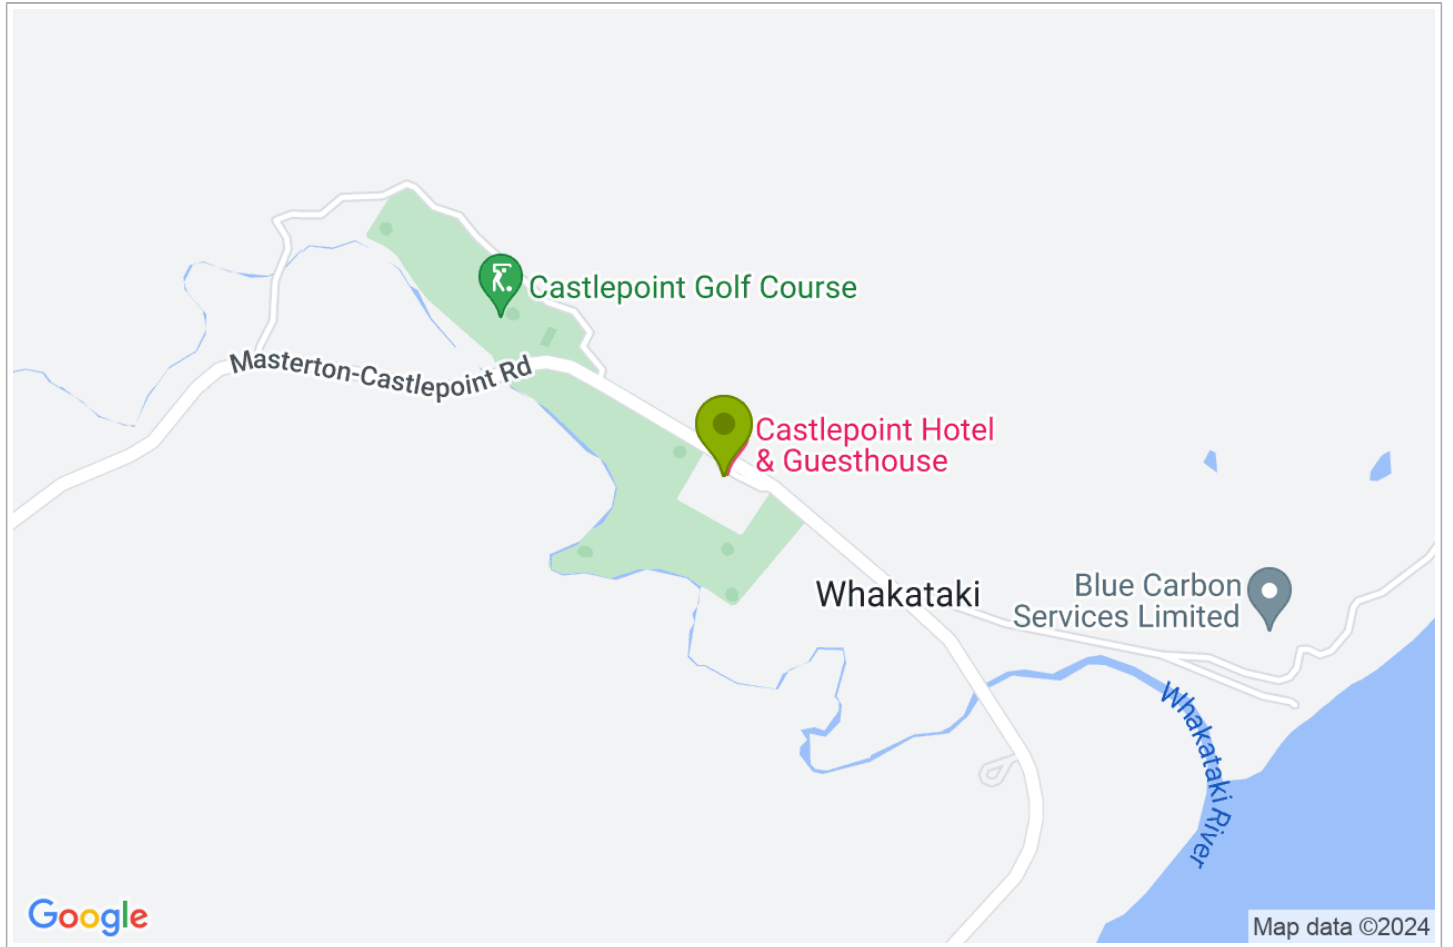 Castlepoint Golf Course
Masterton-Castlepoint Rd
Castlepoint Hotel
& Guesthouse
Whakataki
Blue Carbon
Services Limited
Whakataki River
Google
Map data ©2024